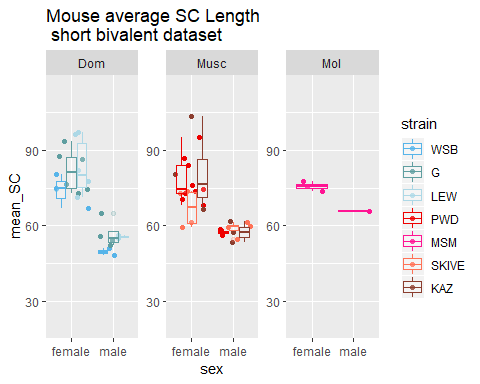 Mouse average SC Length
short bivalent dataset
Dom Musc Mol
mean_SC
90 90 90
60 60 60
30 30 30
female male female male female male
sex
strain
WSB
G
LEW
PWD
MSM
SKIVE
KAZ